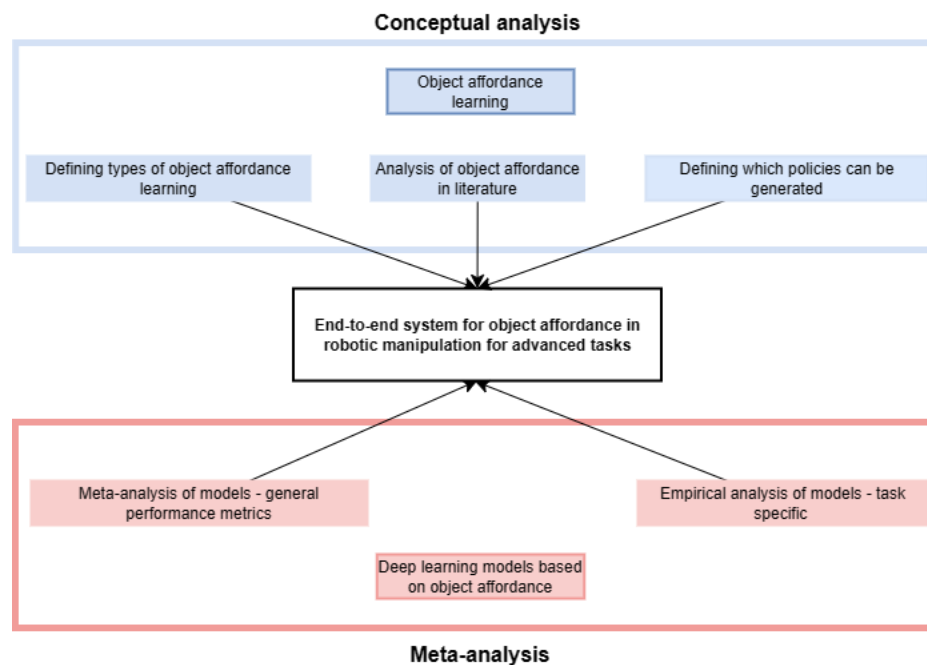 Conceptual analysis
Object affordance
learning
Defining types of object affordance
learning
Analysis of object affordance
in literature
Defining which policies can be
generated
End-to-end system for object affordance in
robotic manipulation for advanced tasks
Meta-analysis of models - general
performance metrics
Empirical analysis of models - task
specific
Deep learning models based
on object affordance
Meta-analysis